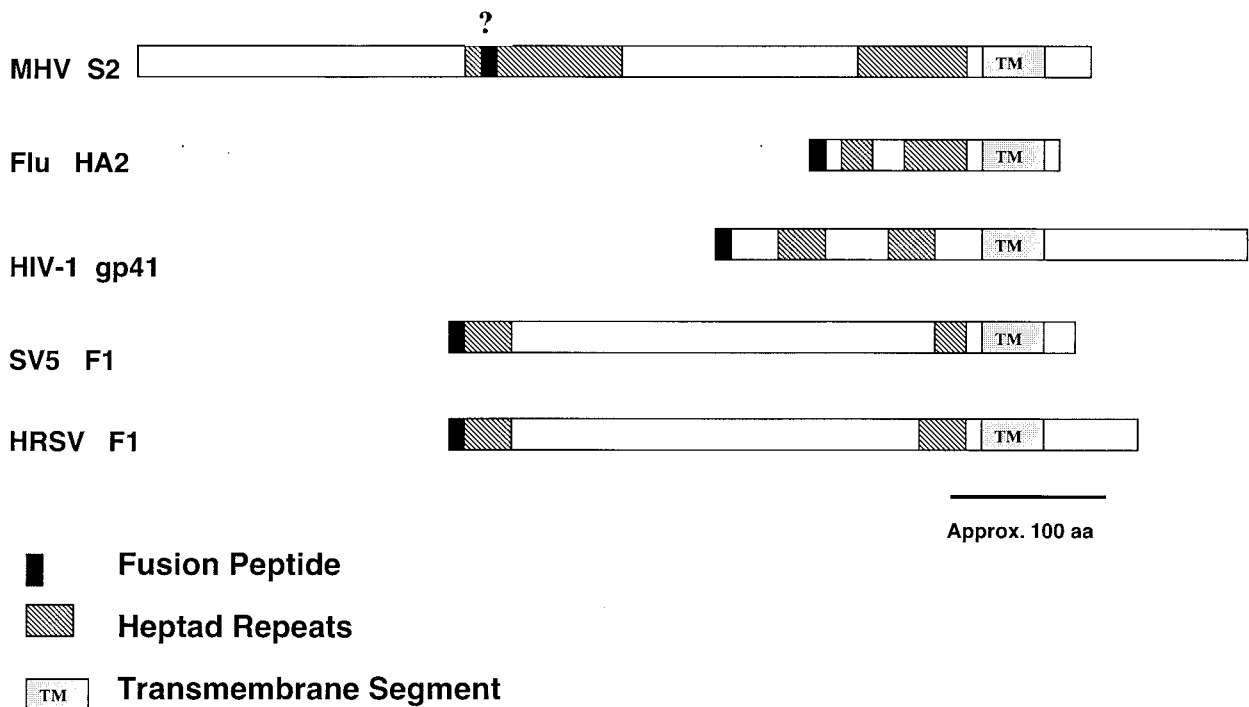 ?
MHV S2 TM
Flu HA2 TM
HIV-1 gp41 TM
SV5 F1 TM
HRSV F1 TM
Approx. 100 aa
Fusion Peptide
Heptad Repeats
TM Transmembrane Segment